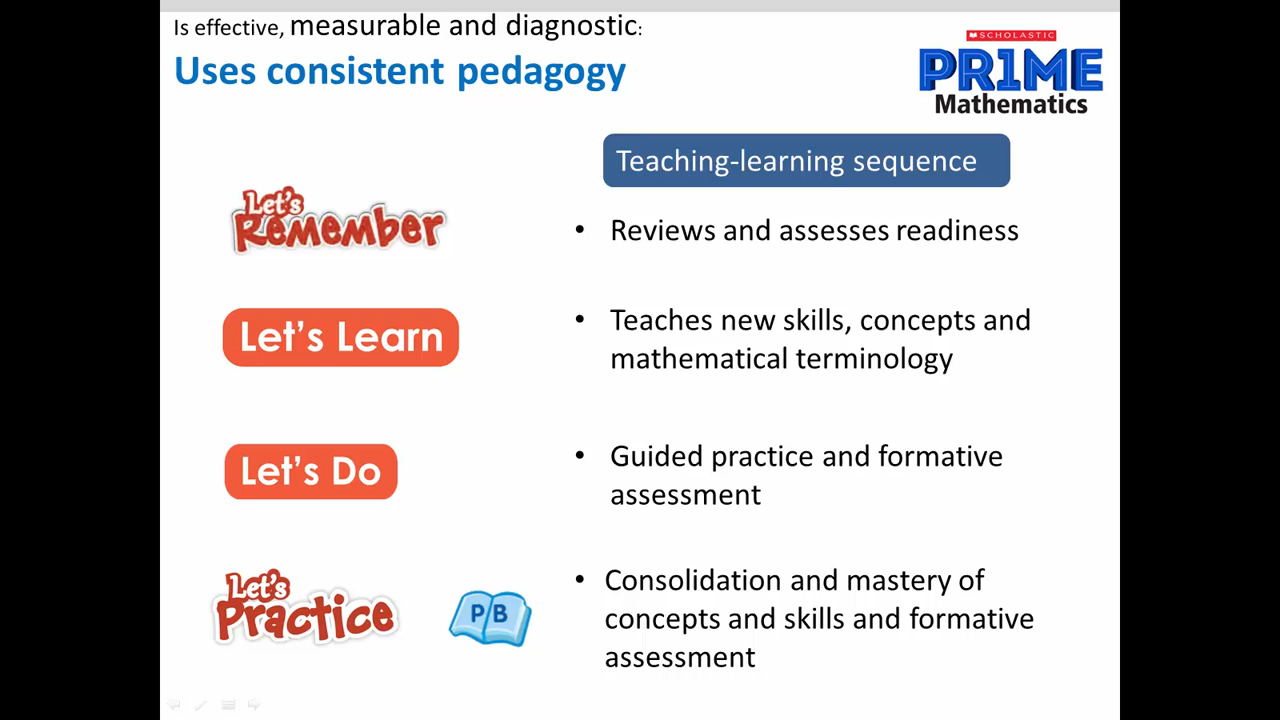 Is effective, measurable and diagnostic:
Uses consistent pedagogy
SCHOLASTIC
PR1ME
Mathematics
Teaching-learning sequence
Let's
Remember
• Reviews and assesses readiness
Let's Learn
• Teaches new skills, concepts and
mathematical terminology
Let's Do
• Guided practice and formative
assessment
Let's
Practice
PB
• Consolidation and mastery of
concepts and skills and formative
assessment